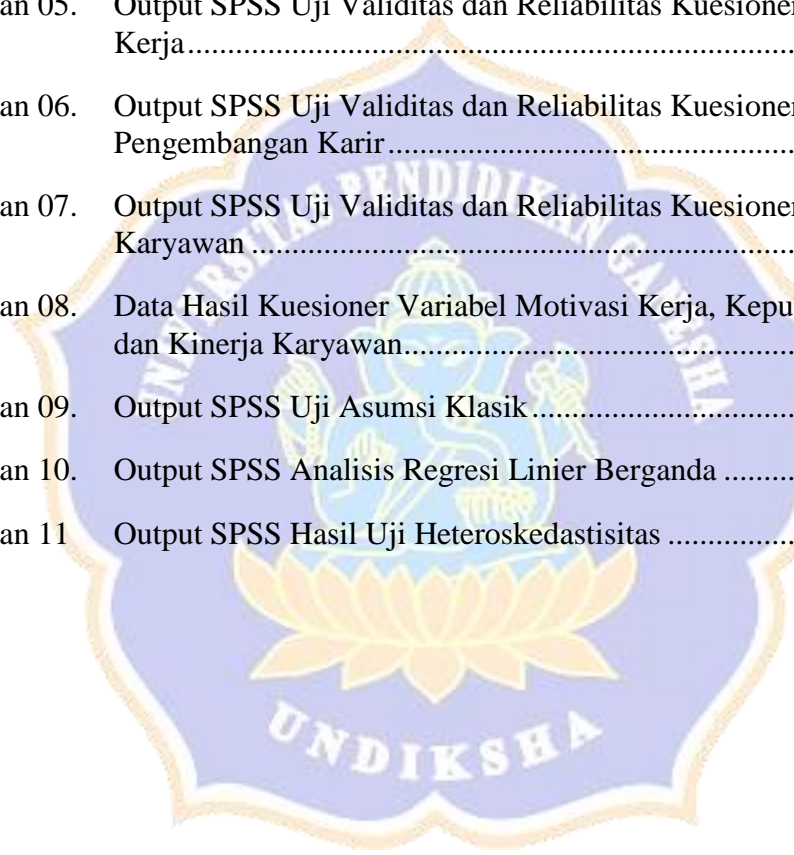 an 05. Output SPSS Uji Validitas dan Reliabilitas Kuesioner
Kerja................................................................................
an 06. Output SPSS Uji Validitas dan Reliabilitas Kuesioner
Pengembangan Karir.....................................................
an 07. Output SPSS Uji Validitas dan Reliabilitas Kuesioner
Karyawan......................................................................
an 08. Data Hasil Kuesioner Variabel Motivasi Kerja, Kepu
dan Kinerja Karyawan...................................................
an 09. Output SPSS Uji Asumsi Klasik..................................
an 10. Output SPSS Analisis Regresi Linier Berganda .........
an 11 Output SPSS Hasil Uji Heteroskedastisitas ................
UNIVERSITAS PENDIDIKAN GANESHA
UNDIKSHA